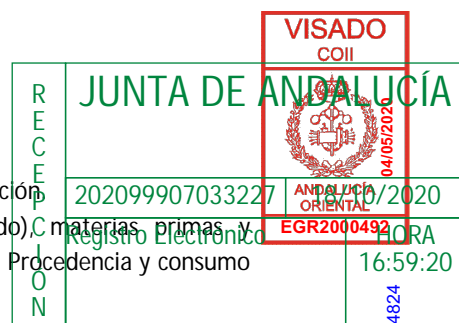 VISADO
COII
JUNTA DE ANDALUCÍA
RECEPCION
04/05/2020
ción
202099907033227
ANDALUCÍA
ORIENTAL
/10/2020
do), materias primas y
Registro Electrónico
EGR2000492
HORA
Procedencia y consumo
16:59:20
4824